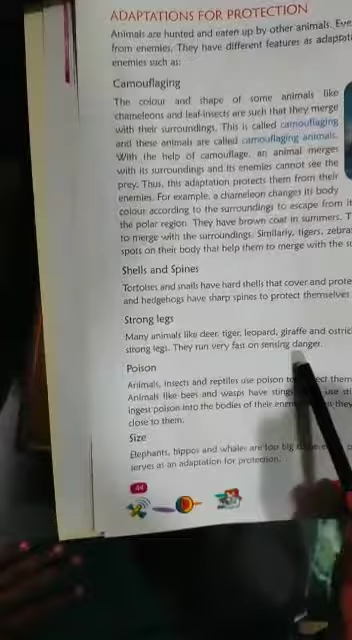 ADAPTATIONS FOR PROTECTION
Animals are hunted and eaten up by other animals.
from enemies. They have different features as
enemies such as:
Camouflaging
The colour and shape of some animals like
chameleons and leaf-insects are such that they merge
with their surroundings. This is called camouflaging
and these animals are called camouflaging animals.
With the help of camouflage, an animal merges
with its surroundings and its enemies cannot see the
prey. Thus, this adaptation protects them from their
enemies. For example, a chameleon changes its body
colour according to the surroundings to escape from
the polar region. They have brown coat in summers.
to merge with the surroundings. Similarly, tigers,
spots on their body that help them to merge with the
Shells and Spines
Tortoises and snails have hard shells that cover and
and hedgehogs have sharp spines to protect themselves
Strong legs
Many animals like deer, tiger, leopard, giraffe and
strong legs. They run very fast on sensing danger.
Poison
Animals, insects and reptiles use poison to
Animals like bees and wasps have
ingest poison into the bodies of their they
close to them.
Size
Elephants, hippos and whales are too big
serves as an adaptation for protection.
44